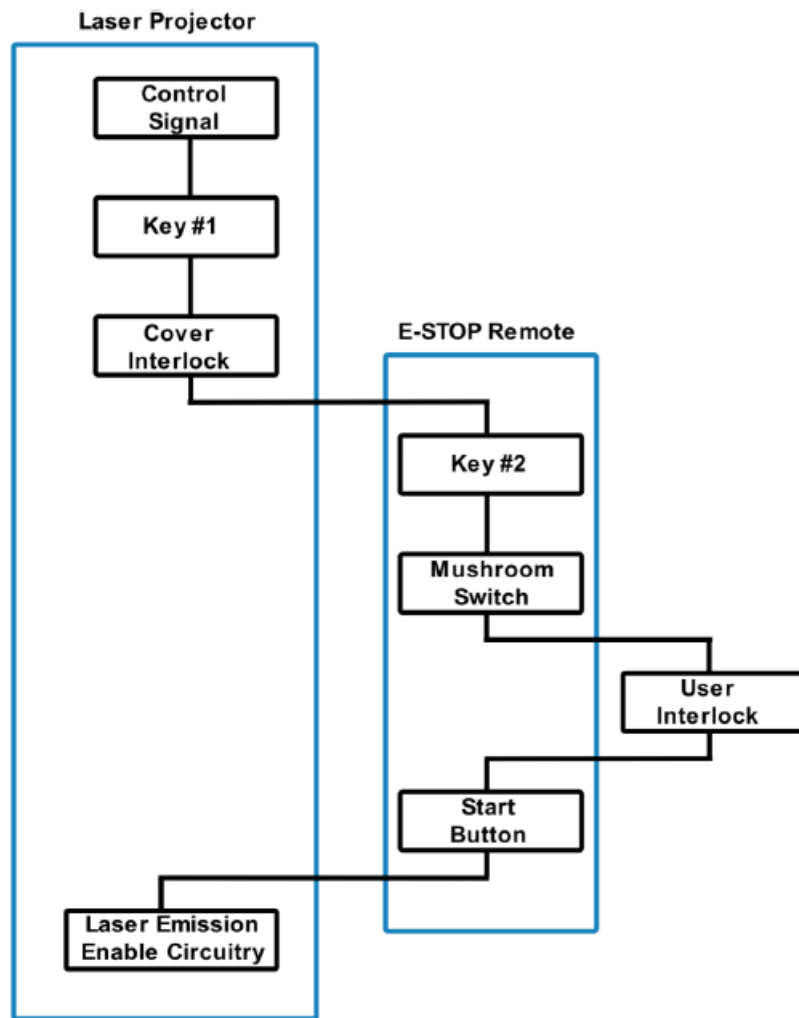 Laser Projector
Control
Signal
Key #1
Cover
Interlock
E-STOP Remote
Key #2
Mushroom
Switch
User
Interlock
Start
Button
Laser Emission
Enable Circuitry